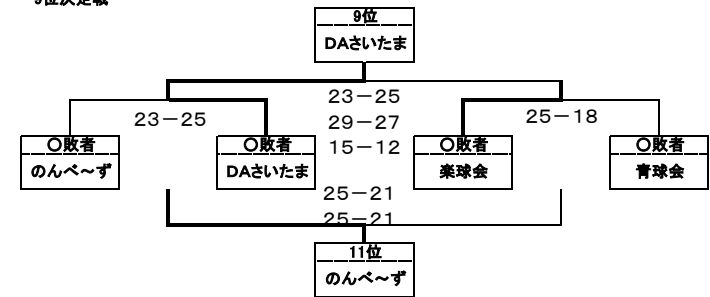 9位決定戦
9位
DAさいたま
23-25
29-27
15-12
23-25
25-18
○敗者
のんべ～ず
○敗者
DAさいたま
○敗者
楽球会
○敗者
青球会
25-21
25-21
11位
のんべ～ず